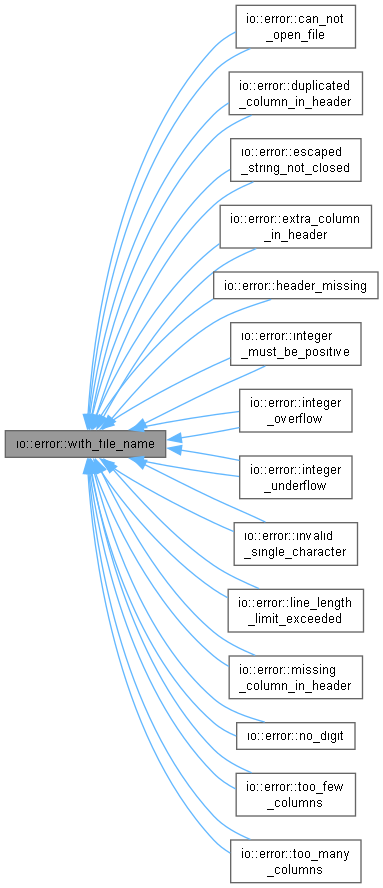 io::error::can_not
_open_file
io::error::duplicated
_column_in_header
io::error::escaped
_string_not_closed
io::error::extra_column
_in_header
io::error::header_missing
io::error::integer
_must_be_positive
io::error::integer
_overflow
io::error::with_file_name
io::error::integer
_underflow
io::error::invalid
_single_character
io::error::line_length
_limit_exceeded
io::error::missing
_column_in_header
io::error::no_digit
io::error::too_few
_columns
io::error::too_many
_columns